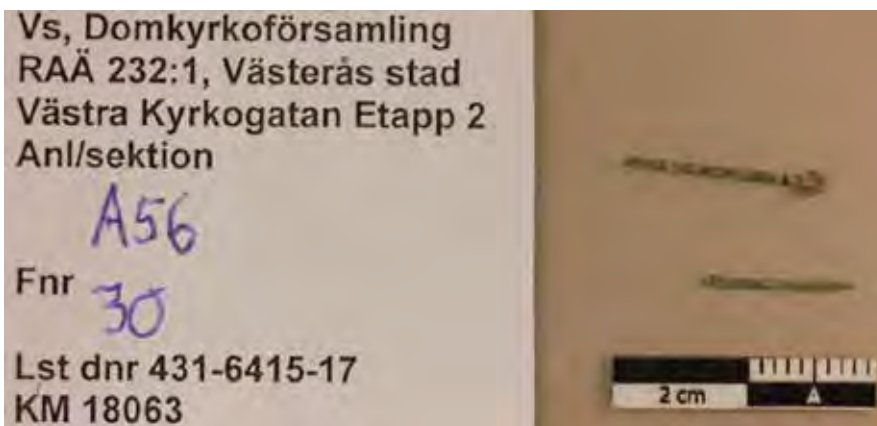 Vs, Domkyrkoförsamling
RAÄ 232:1, Västerås stad
Västra Kyrkogatan Etapp 2
Anl/sektion
A56
Fnr 30
Lst dnr 431-6415-17
KM 18063
2 cm
A